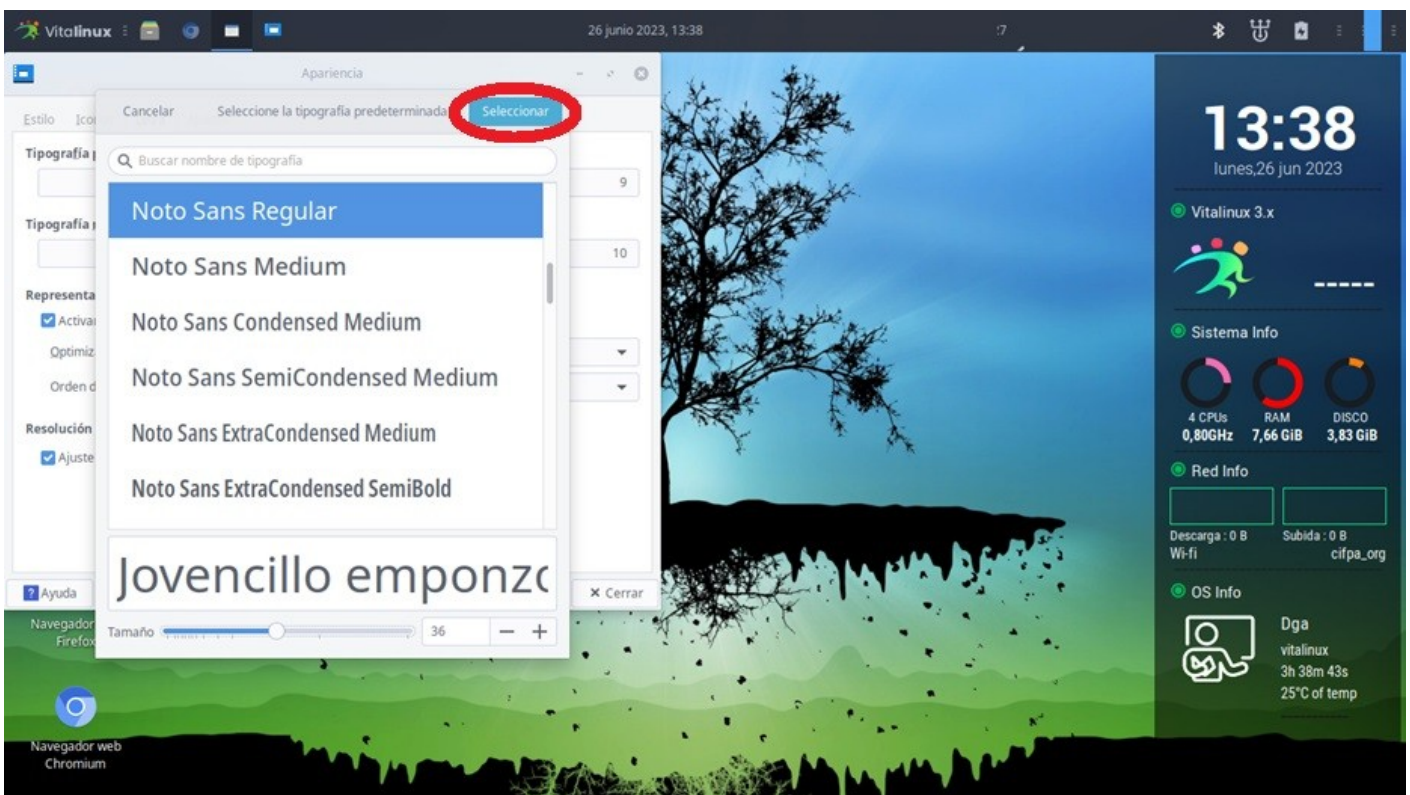 Vitalinux
26 junio 2023, 13:38
Apariencia
Cancelar
Seleccione la tipografía predeterminada
Seleccionar
Estilo
Buscar nombre de tipografía
Noto Sans Regular
Noto Sans Medium
Noto Sans Condensed Medium
Noto Sans SemiCondensed Medium
Noto Sans ExtraCondensed Medium
Noto Sans ExtraCondensed SemiBold
Jovencillo emponzo
Tamaño
36
Tipografía
9
Tipografía
10
Representa
Activa
Optimiz
Orden d
Resolución
Ajuste
Ayuda
Cerrar
Navegador
Firefox
Navegador web
Chromium
13:38
lunes,26 jun 2023
Vitalinux 3.x
-----
Sistema Info
4 CPUs RAM DISCO
0,80GHz 7,66 GiB 3,83 GiB
Red Info
Descarga : 0 B Subida : 0 B
Wi-fi cifpa_org
OS Info
Dga
vitalinux
3h 38m 43s
25°C of temp